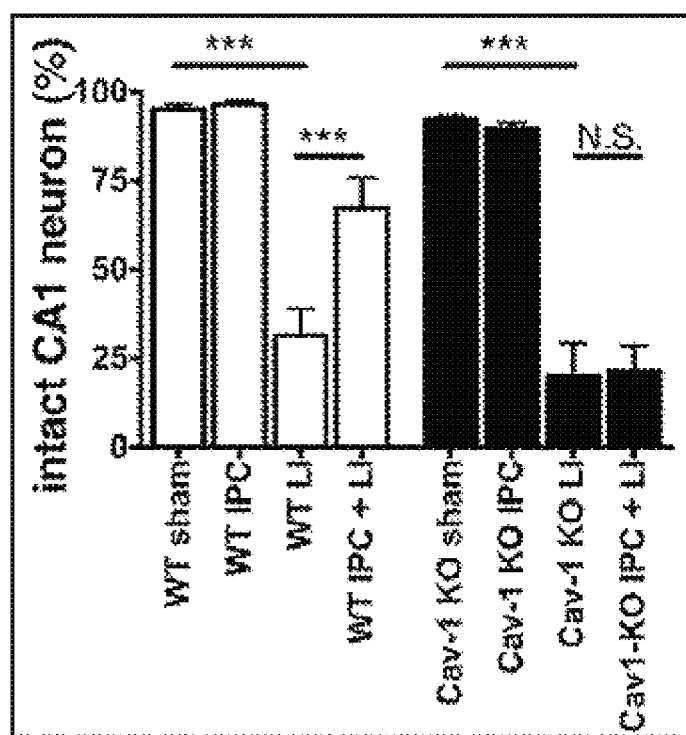 *** ***
*** N.S.
intact CA1 neuron (%)
100
75
50
25
0
WT sham
WT IPC
WT LI
WT IPC + LI
Cav-1 KO sham
Cav-1 KO IPC
Cav-1 KO LI
Cav1-KO IPC + LI